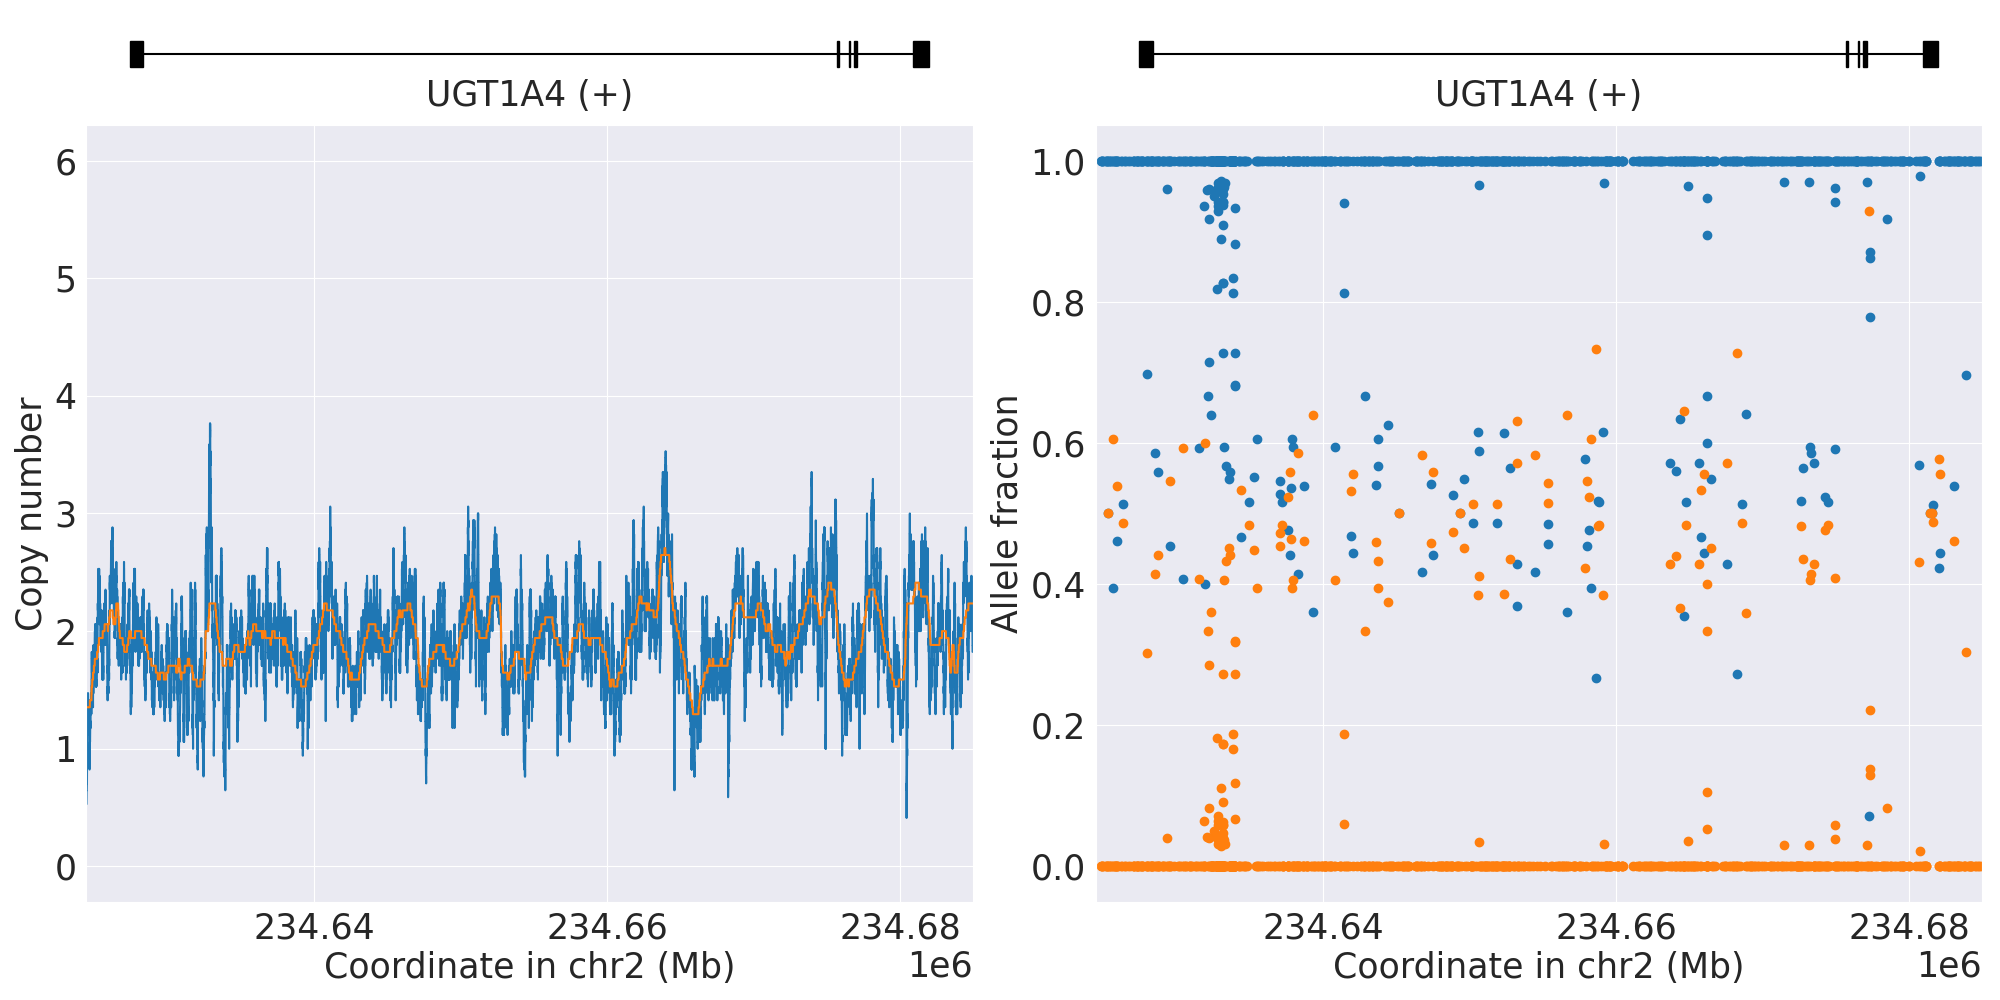 UGT1A4 (+)
6
5
4
3
2
1
0
Copy number
234.64 234.66 234.68
Coordinate in chr2 (Mb)
1e6
UGT1A4 (+)
1.0
0.8
0.6
0.4
0.2
0.0
Allele fraction
234.64 234.66 234.68
Coordinate in chr2 (Mb)
1e6